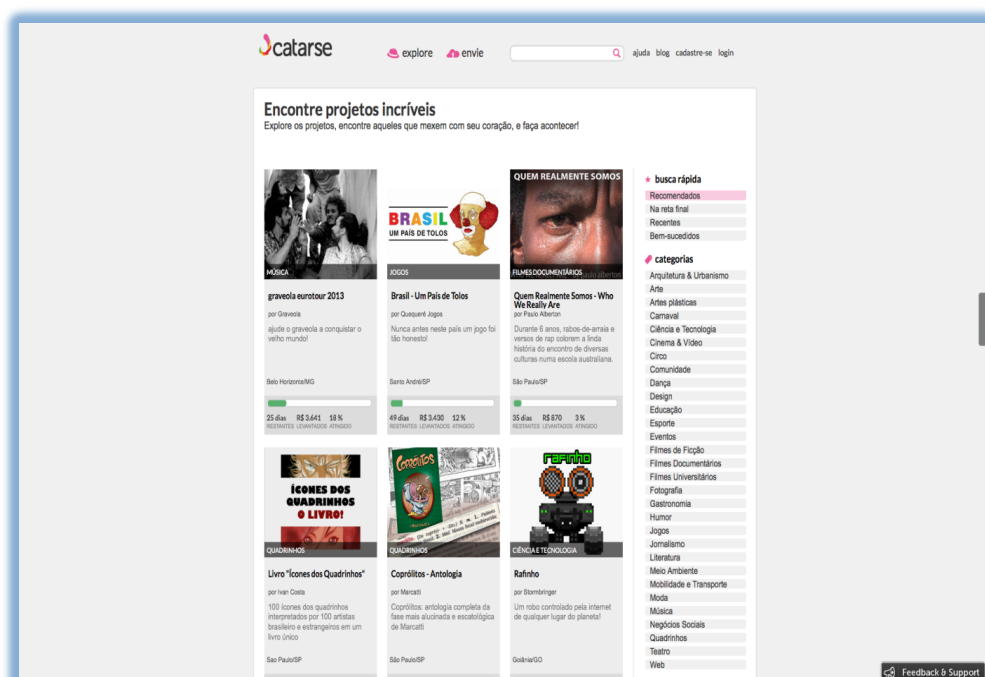 catarse
explore
envie
ajuda blog cadastre-se login
Encontre projetos incríveis
Explore os projetos, encontre aqueles que mexem com seu coração, e faça acontecer!
MÚSICA
graveola eurotour 2013
por Graveola
ajude o graveola a conquistar o
velho mundo!
Belo Horizonte/MG
25 dias R$ 3.641 18 %
RESTANTES LEVANTADOS ATINGIDO
BRASIL
UM PAÍS DE TOLOS
JOGOS
Brasil - Um País de Tolos
por Quequeré Jogos
Nunca antes neste país um jogo foi
tão honesto!
Santo André/SP
49 dias R$ 3.430 12 %
RESTANTES LEVANTADOS ATINGIDO
QUEM REALMENTE SOMOS
paulo alberton
FILMES DOCUMENTÁRIOS
Quem Realmente Somos - Who
We Really Are
por Paulo Alberton
Durante 6 anos, rabos-de-arraia e
versos de rap colorem a linda
história do encontro de diversas
culturas numa escola australiana.
São Paulo/SP
35 dias R$ 870 3 %
RESTANTES LEVANTADOS ATINGIDO
ÍCONES DOS
QUADRINHOS
O LIVRO!
QUADRINHOS
Livro "Ícones dos Quadrinhos"
por Ivan Costa
100 ícones dos quadrinhos
interpretados por 100 artistas
brasileiro e estrangeiros em um
livro único
Sao Paulo/SP
COPRÓLITOS
QUADRINHOS
Coprólitos - Antologia
por Marcatti
Coprólitos: antologia completa da
fase mais alucinada e escatológica
de Marcatti
São Paulo/SP
rafinho
CIÊNCIA E TECNOLOGIA
Rafinho
por Stormbringer
Um robo controlado pela internet
de qualquer lugar do planeta!
Goiânia/GO
busca rápida
Recomendados
Na reta final
Recentes
Bem-sucedidos
categorias
Arquitetura & Urbanismo
Arte
Artes plásticas
Carnaval
Ciência e Tecnologia
Cinema & Vídeo
Circo
Comunidade
Dança
Design
Educação
Esporte
Eventos
Filmes de Ficção
Filmes Documentários
Filmes Universitários
Fotografia
Gastronomia
Humor
Jogos
Jornalismo
Literatura
Meio Ambiente
Mobilidade e Transporte
Moda
Música
Negócios Sociais
Quadrinhos
Teatro
Web
Feedback & Support